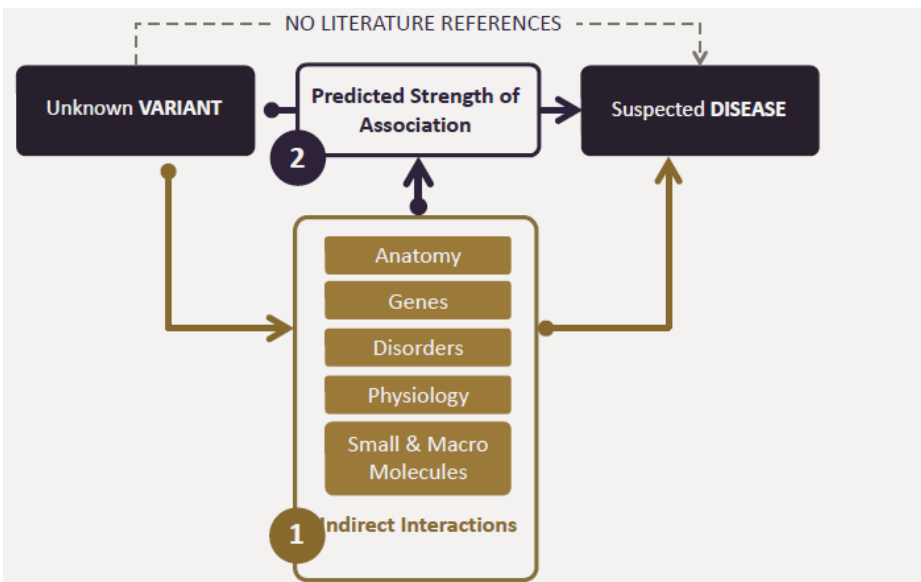 NO LITERATURE REFERENCES
Unknown VARIANT
Predicted Strength of
Association
Suspected DISEASE
2
Anatomy
Genes
Disorders
Physiology
Small & Macro
Molecules
1
Indirect Interactions